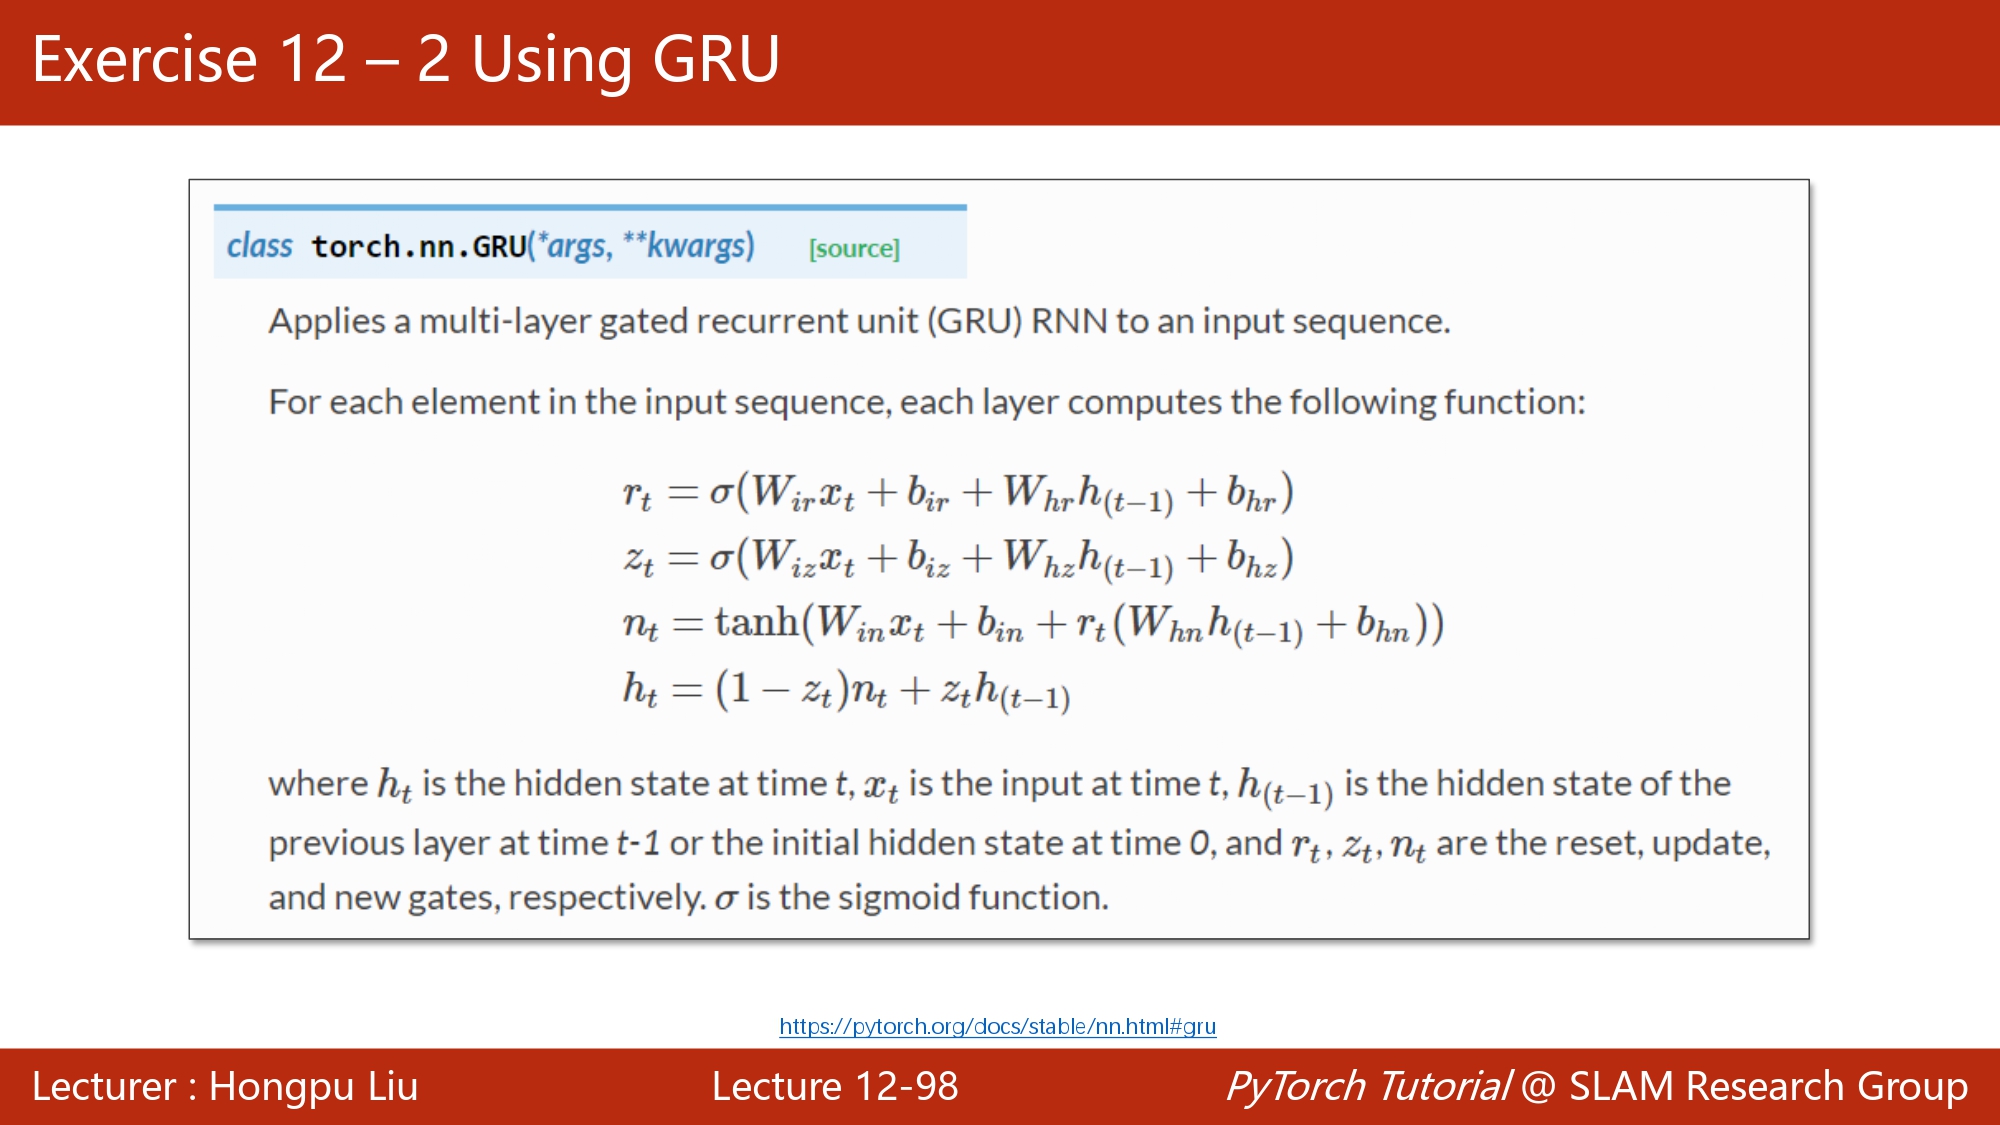 Exercise 12 – 2 Using GRU
class torch.nn.GRU(*args, **kwargs) [source]
Applies a multi-layer gated recurrent unit (GRU) RNN to an input sequence.
For each element in the input sequence, each layer computes the following function:
r_t = σ(W_{ir} x_t + b_{ir} + W_{hr} h_{(t−1)} + b_{hr})
z_t = σ(W_{iz} x_t + b_{iz} + W_{hz} h_{(t−1)} + b_{hz})
n_t = tanh(W_{in} x_t + b_{in} + r_t(W_{hn} h_{(t−1)} + b_{hn}))
h_t = (1 − z_t)n_t + z_t h_{(t−1)}
where h_t is the hidden state at time t, x_t is the input at time t, h_{(t−1)} is the hidden state of the
previous layer at time t-1 or the initial hidden state at time 0, and r_t, z_t, n_t are the reset, update,
and new gates, respectively. σ is the sigmoid function.
https://pytorch.org/docs/stable/nn.html#gru
Lecturer : Hongpu Liu Lecture 12-98 PyTorch Tutorial @ SLAM Research Group